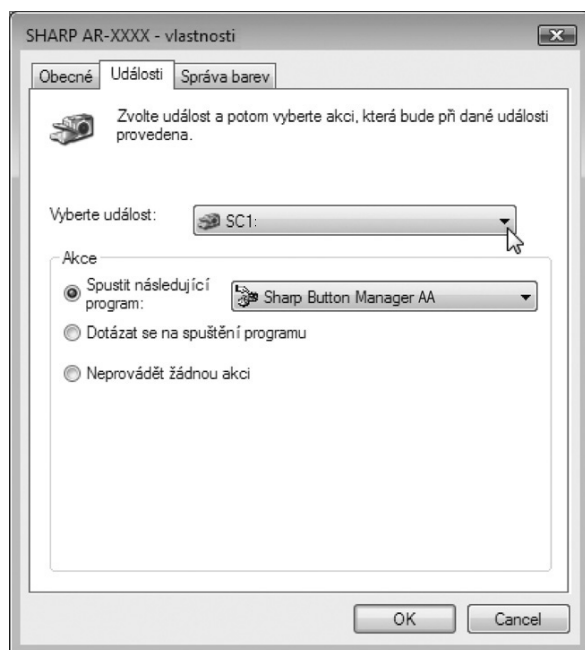 SHARP AR-XXXX - vlastnosti
Obecné Události Správa barev
Zvolte událost a potom vyberte akci, která bude při dané události
provedena.
Vyberte událost: SC1:
Akce
Spustit následující
program: Sharp Button Manager AA
Dotázat se na spuštění programu
Neprovádět žádnou akci
OK Cancel